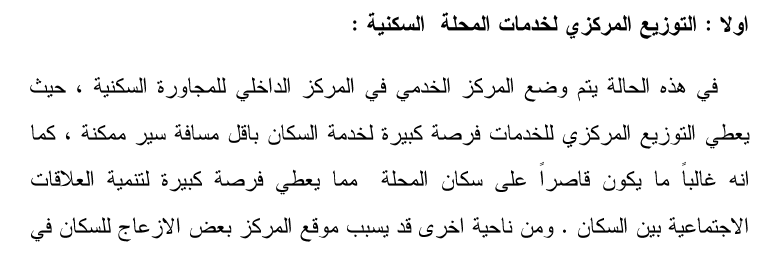 اولا : التوزيع المركزي لخدمات المحلة السكنية :
في هذه الحالة يتم وضع المركز الخدمي في المركز الداخلي للمجاورة السكنية ، حيث
يعطي التوزيع المركزي للخدمات فرصة كبيرة لخدمة السكان باقل مسافة سير ممكنة ، كما
انه غالباً ما يكون قاصراً على سكان المحلة مما يعطي فرصة كبيرة لتنمية العلاقات
الاجتماعية بين السكان . ومن ناحية اخرى قد يسبب موقع المركز بعض الازعاج للسكان في